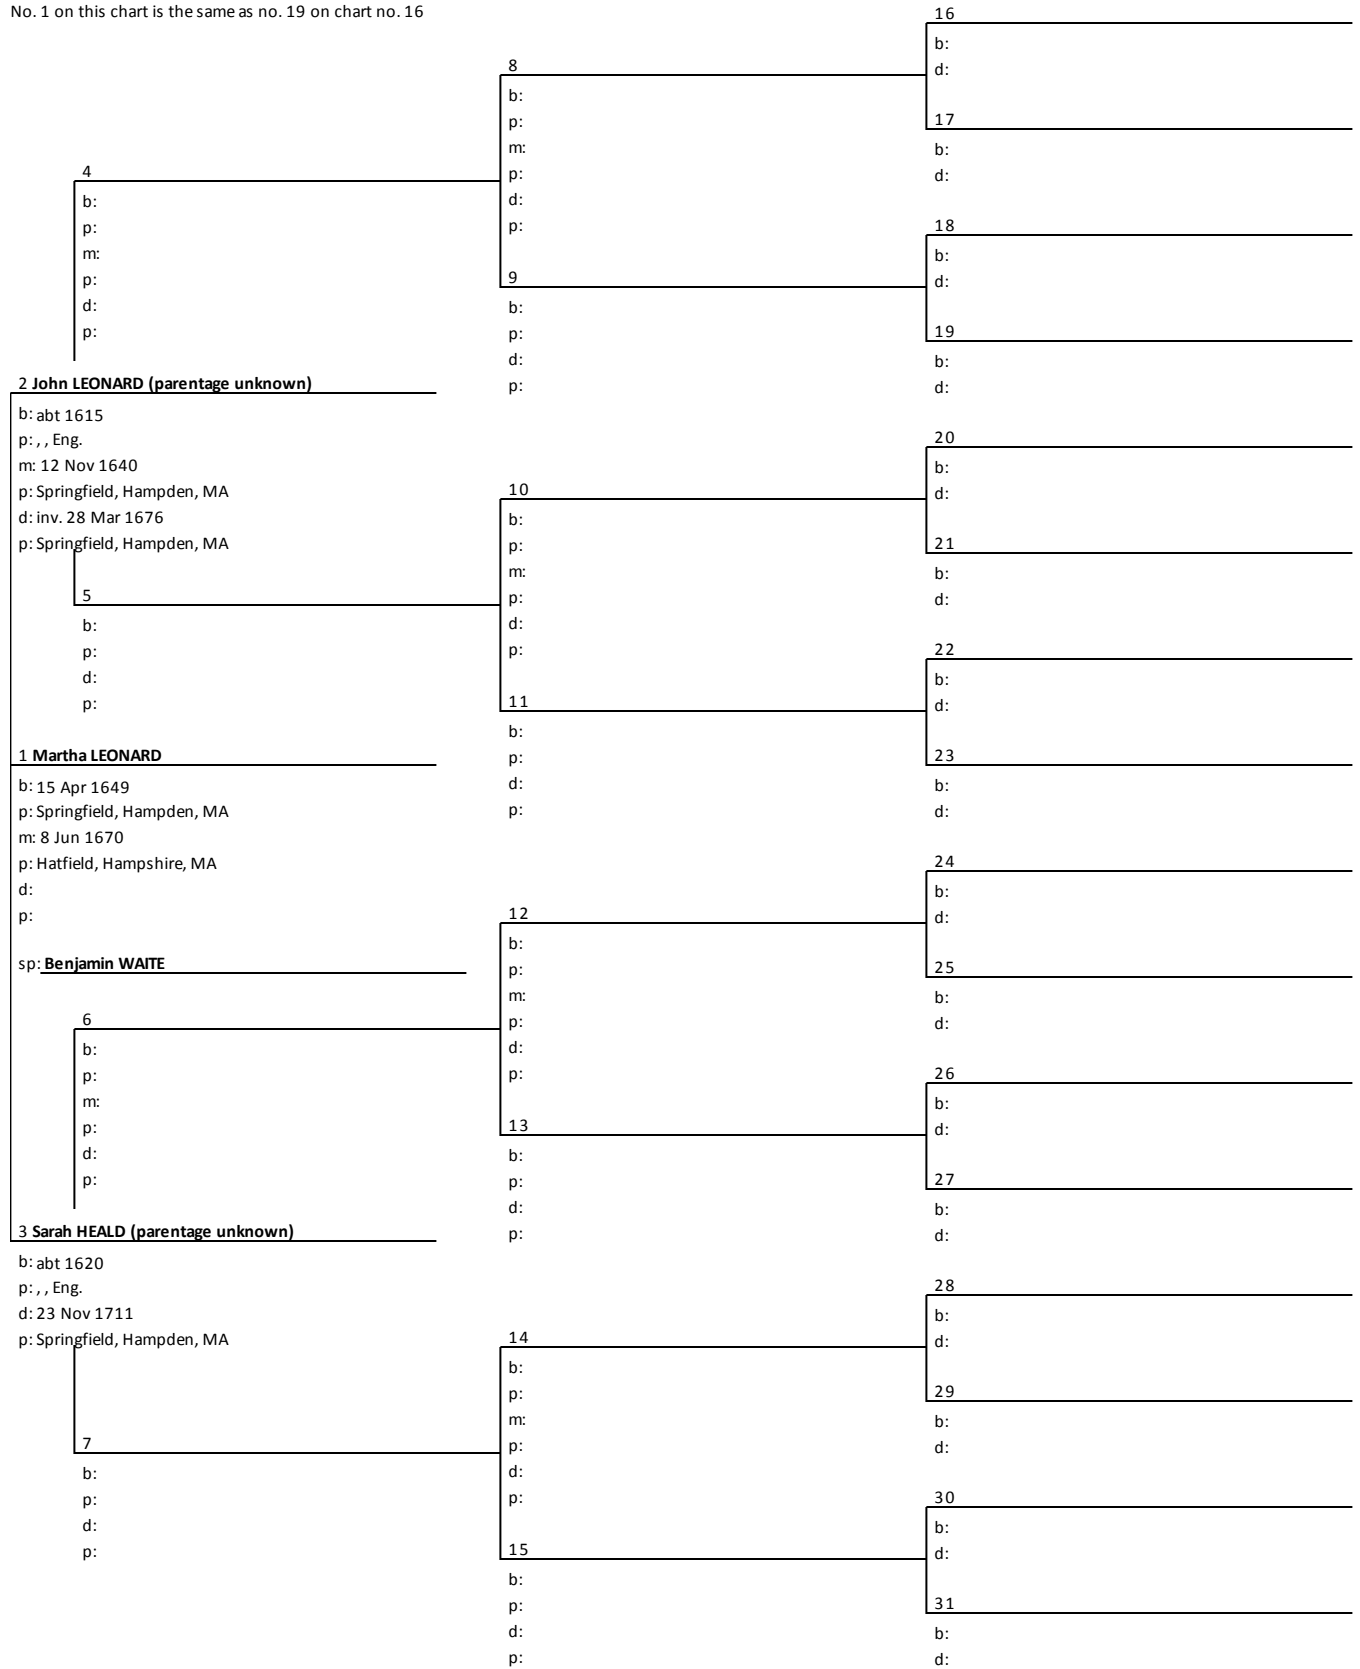 No. 1 on this chart is the same as no. 19 on chart no. 16
4
b:
p:
m:
p:
d:
p:
2 John LEONARD (parentage unknown)
b: abt 1615
p: , , Eng.
m: 12 Nov 1640
p: Springfield, Hampden, MA
d: inv. 28 Mar 1676
p: Springfield, Hampden, MA
5
b:
p:
d:
p:
1 Martha LEONARD
b: 15 Apr 1649
p: Springfield, Hampden, MA
m: 8 Jun 1670
p: Hatfield, Hampshire, MA
d:
p:
sp: Benjamin WAITE
6
b:
p:
m:
p:
d:
p:
3 Sarah HEALD (parentage unknown)
b: abt 1620
p: , , Eng.
d: 23 Nov 1711
p: Springfield, Hampden, MA
7
b:
p:
d:
p:
8
b:
p:
m:
p:
d:
p:
9
b:
p:
d:
p:
10
b:
p:
m:
p:
d:
p:
11
b:
p:
d:
p:
12
b:
p:
m:
p:
d:
p:
13
b:
p:
d:
p:
14
b:
p:
m:
p:
d:
p:
15
b:
p:
d:
p:
16
b:
d:
17
b:
d:
18
b:
d:
19
b:
d:
20
b:
d:
21
b:
d:
22
b:
d:
23
b:
d:
24
b:
d:
25
b:
d:
26
b:
d:
27
b:
d:
28
b:
d:
29
b:
d:
30
b:
d:
31
b:
d: